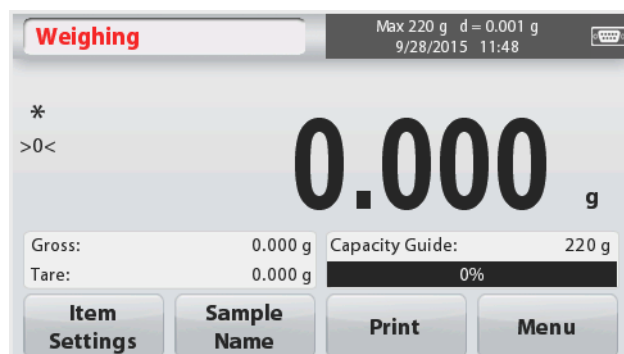 Weighing
Max 220 g d = 0.001 g
9/28/2015 11:48
*
>0<
0.000 g
Gross: 0.000 g
Tare: 0.000 g
Capacity Guide: 220 g
0%
Item
Settings
Sample
Name
Print
Menu